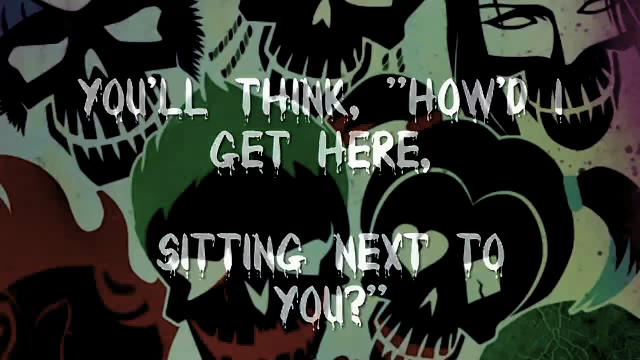 YOU'LL THINK, "HOW'D I
GET HERE,
SITTING NEXT TO
YOU?"